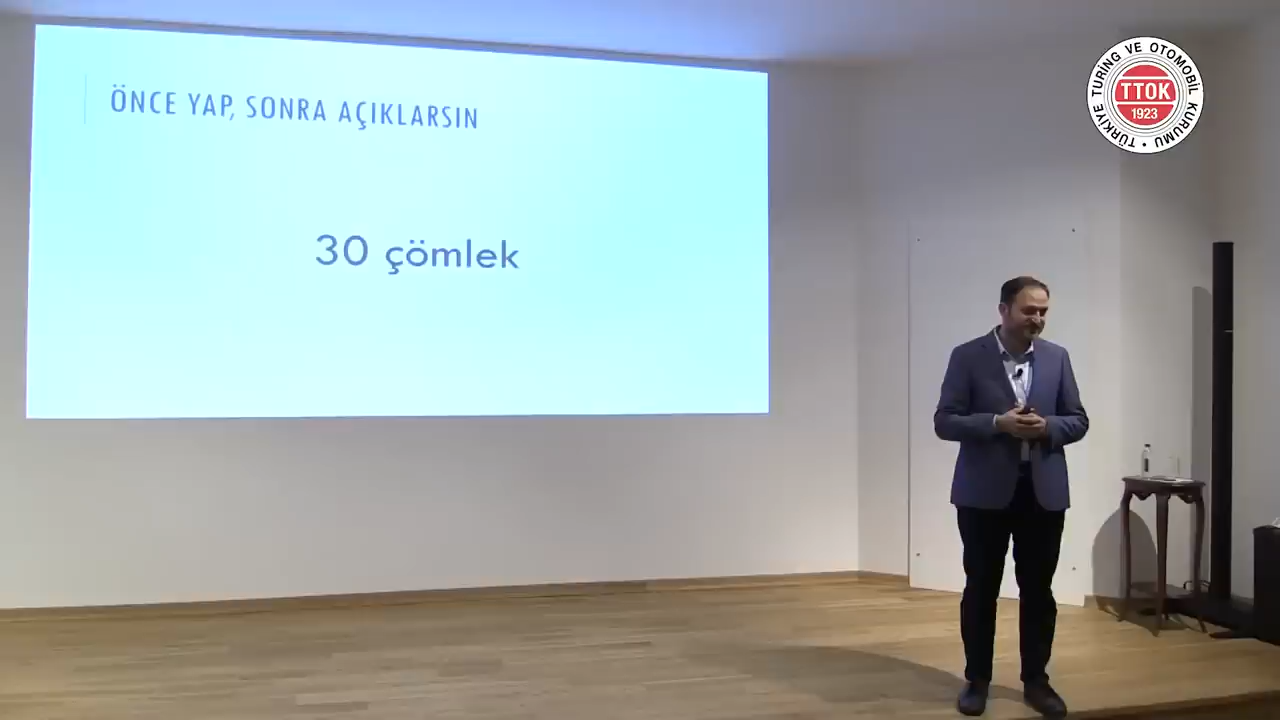 ÖNCE YAP, SONRA AÇIKLARSIN
30 çömlek
TÜRKİYE TURİNG VE OTOMOBİL KURUMU •
TTOK
1923